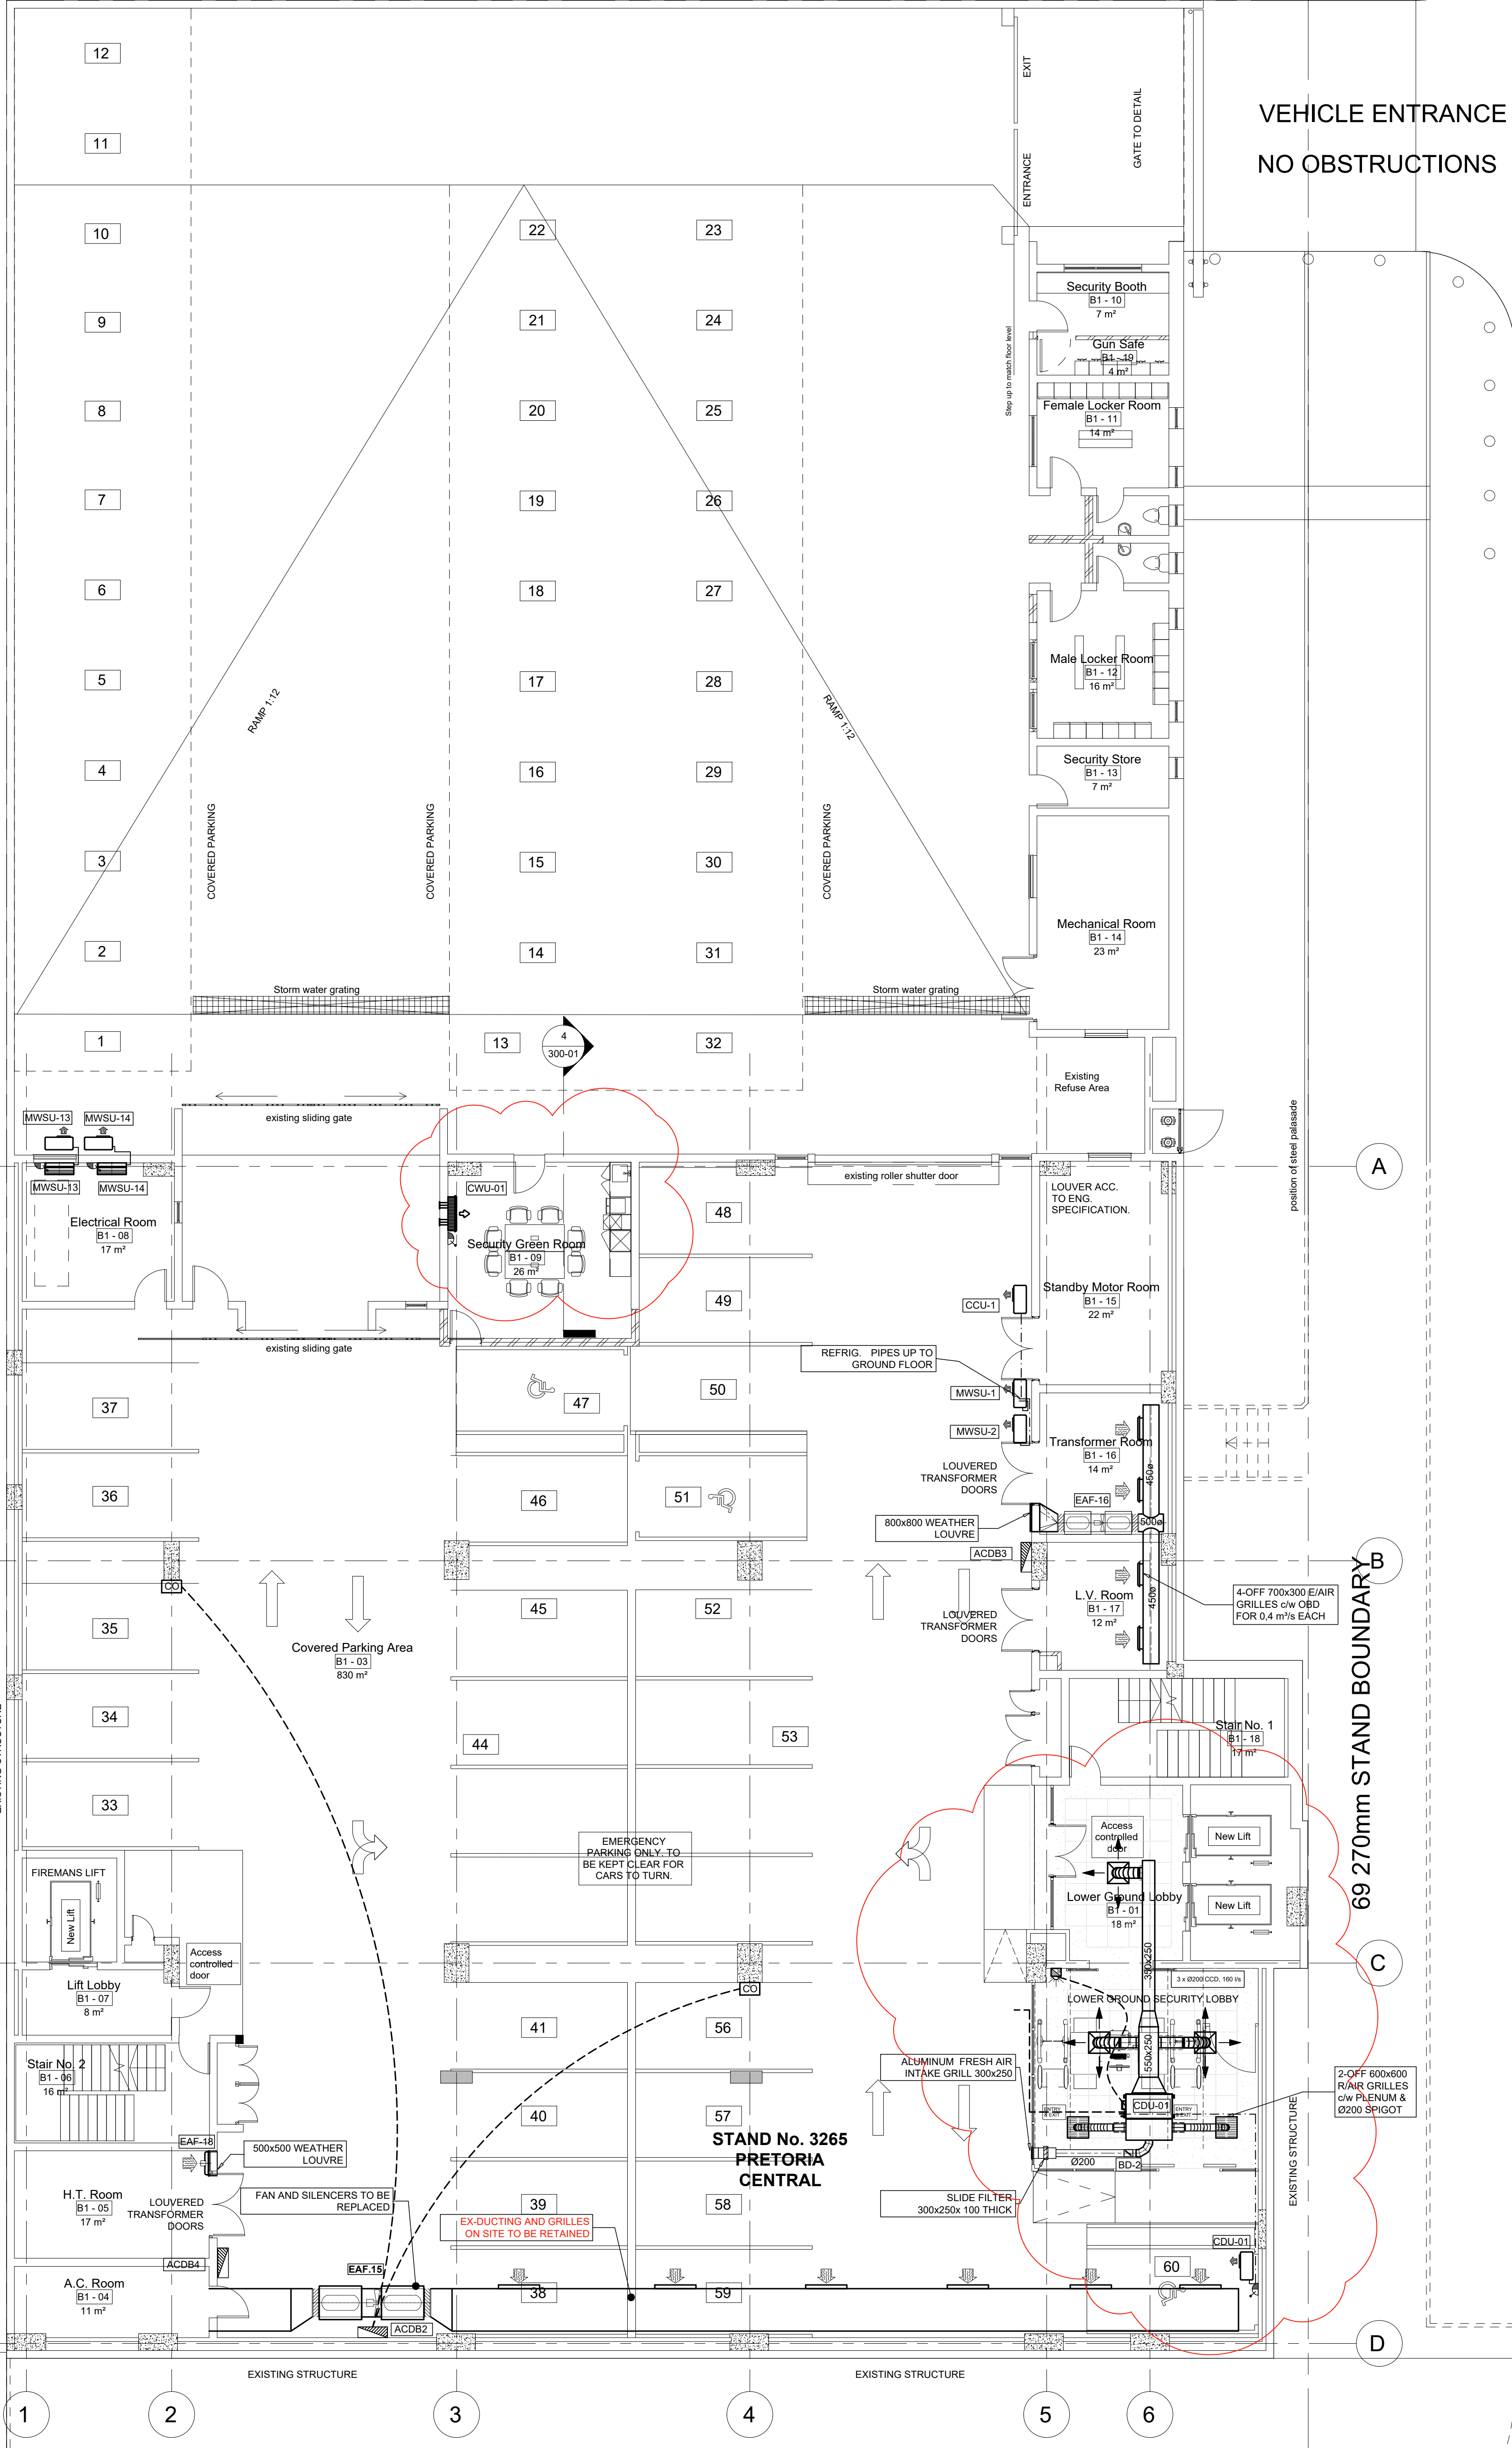 12
11
10
9
8
7
6
5
4
3
2
1
22
21
20
19
18
17
16
15
14
13
23
24
25
26
27
28
29
30
31
32
EXIT
ENTRANCE
GATE TO DETAIL
VEHICLE ENTRANCE
NO OBSTRUCTIONS
RAMP 1:12
RAMP 1:12
COVERED PARKING
COVERED PARKING
COVERED PARKING
Step up to match floor level
Security Booth
B1 - 10
7 m²
Gun Safe
B1 - 19
4 m²
Female Locker Room
B1 - 11
14 m²
Male Locker Room
B1 - 12
16 m²
Security Store
B1 - 13
7 m²
Mechanical Room
B1 - 14
23 m²
Storm water grating
Storm water grating
4
300-01
Existing
Refuse Area
existing sliding gate
MWSU-13
MWSU-14
MWSU-13
MWSU-14
Electrical Room
B1 - 08
17 m²
existing sliding gate
CWU-01
Security Green Room
B1 - 09
26 m²
existing roller shutter door
LOUVER ACC.
TO ENG.
SPECIFICATION.
position of steel palasade
A
48
49
50
51
47
46
45
44
52
53
37
36
35
34
33
CCU-1
Standby Motor Room
B1 - 15
22 m²
REFRIG. PIPES UP TO
GROUND FLOOR
MWSU-1
MWSU-2
Transformer Room
B1 - 16
14 m²
450ø
LOUVERED
TRANSFORMER
DOORS
EAF-16
500ø
800x800 WEATHER
LOUVRE
ACDB3
B
CO
L.V. Room
B1 - 17
12 m²
450ø
LOUVERED
TRANSFORMER
DOORS
4-OFF 700x300 E/AIR
GRILLES c/w OBD
FOR 0,4 m³/s EACH
Covered Parking Area
B1 - 03
830 m²
69 270mm STAND BOUNDARY
Stair No. 1
B1 - 18
17 m²
EMERGENCY
PARKING ONLY. TO
BE KEPT CLEAR FOR
CARS TO TURN.
Access
controlled
door
New Lift
New Lift
Lower Ground Lobby
B1 - 01
18 m²
FIREMANS LIFT
New Lift
Access
controlled
door
Lift Lobby
B1 - 07
8 m²
C
CO
350x250
3 x Ø200 CCD, 160 l/s
LOWER GROUND SECURITY LOBBY
550x250
41
56
40
57
39
58
38
59
60
Stair No. 2
B1 - 06
16 m²
ALUMINUM FRESH AIR
INTAKE GRILL 300x250
ENTRY
& EXIT
CDU-01
ENTRY
& EXIT
2-OFF 600x600
R/AIR GRILLES
c/w PLENUM &
Ø200 SPIGOT
EXISTING STRUCTURE
STAND No. 3265
PRETORIA
CENTRAL
EAF-18
500x500 WEATHER
LOUVRE
Ø200
BD-2
H.T. Room
B1 - 05
17 m²
LOUVERED
TRANSFORMER
DOORS
FAN AND SILENCERS TO BE
REPLACED
EX-DUCTING AND GRILLES
ON SITE TO BE RETAINED
SLIDE FILTER
300x250x 100 THICK
CDU-01
ACDB4
EAF.15
A.C. Room
B1 - 04
11 m²
ACDB2
D
EXISTING STRUCTURE
EXISTING STRUCTURE
1
2
3
4
5
6